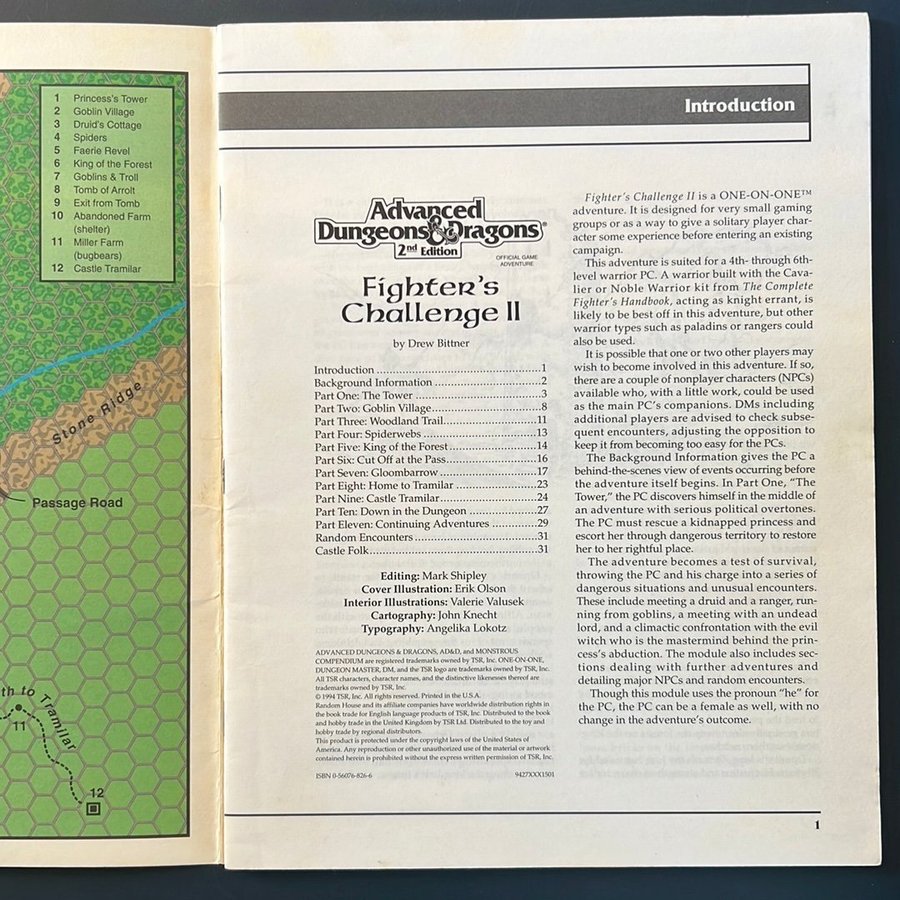 1 Princess's Tower
2 Goblin Village
3 Druid's Cottage
4 Spiders
5 Faerie Revel
6 King of the Forest
7 Goblins & Troll
8 Tomb of Arrolt
9 Exit from Tomb
10 Abandoned Farm
(shelter)
11 Miller Farm
(bugbears)
12 Castle Tramilar
Stone Ridge
Passage Road
th to Tramilar
11
12
Introduction
Advanced
Dungeons & Dragons®
2nd Edition
OFFICIAL GAME
ADVENTURE
Fighter's
Challenge II
by Drew Bittner
Introduction ..................................................1
Background Information ..................................2
Part One: The Tower ........................................3
Part Two: Goblin Village..................................8
Part Three: Woodland Trail..............................11
Part Four: Spiderwebs ....................................13
Part Five: King of the Forest............................14
Part Six: Cut Off at the Pass............................16
Part Seven: Gloombarrow................................17
Part Eight: Home to Tramilar ..........................23
Part Nine: Castle Tramilar................................24
Part Ten: Down in the Dungeon ......................27
Part Eleven: Continuing Adventures ................29
Random Encounters........................................31
Castle Folk......................................................31
Editing: Mark Shipley
Cover Illustration: Erik Olson
Interior Illustrations: Valerie Valusek
Cartography: John Knecht
Typography: Angelika Lokotz
ADVANCED DUNGEONS & DRAGONS, AD&D, and MONSTROUS
COMPENDIUM are registered trademarks owned by TSR, Inc. ONE-ON-ONE,
DUNGEON MASTER, DM, and the TSR logo are trademarks owned by TSR, Inc.
All TSR characters, character names, and the distinctive likenesses thereof are
trademarks owned by TSR, Inc.
© 1994 TSR, Inc. All rights reserved. Printed in the U.S.A.
Random House and its affiliate companies have worldwide distribution rights in
the book trade for English language products of TSR, Inc. Distributed to the book
and hobby trade in the United Kingdom by TSR Ltd. Distributed to the toy and
hobby trade by regional distributors.
This product is protected under the copyright laws of the United States of
America. Any reproduction or other unauthorized use of the material or artwork
contained herein is prohibited without the express written permission of TSR, Inc.
ISBN 0-56076-826-6
9427XXX1501
Fighter's Challenge II is a ONE-ON-ONE™
adventure. It is designed for very small gaming
groups or as a way to give a solitary player char-
acter some experience before entering an existing
campaign.
This adventure is suited for a 4th- through 6th-
level warrior PC. A warrior built with the Cava-
lier or Noble Warrior kit from The Complete
Fighter's Handbook, acting as knight errant, is
likely to be best off in this adventure, but other
warrior types such as paladins or rangers could
also be used.
It is possible that one or two other players may
wish to become involved in this adventure. If so,
there are a couple of nonplayer characters (NPCs)
available who, with a little work, could be used
as the main PC's companions. DMs including
additional players are advised to check subse-
quent encounters, adjusting the opposition to
keep it from becoming too easy for the PCs.
The Background Information gives the PC a
behind-the-scenes view of events occurring before
the adventure itself begins. In Part One, "The
Tower," the PC discovers himself in the middle of
an adventure with serious political overtones.
The PC must rescue a kidnapped princess and
escort her through dangerous territory to restore
her to her rightful place.
The adventure becomes a test of survival,
throwing the PC and his charge into a series of
dangerous situations and unusual encounters.
These include meeting a druid and a ranger, run-
ning from goblins, a meeting with an undead
lord, and a climactic confrontation with the evil
witch who is the mastermind behind the prin-
cess's abduction. The module also includes sec-
tions dealing with further adventures and
detailing major NPCs and random encounters.
Though this module uses the pronoun "he" for
the PC, the PC can be a female as well, with no
change in the adventure's outcome.
1